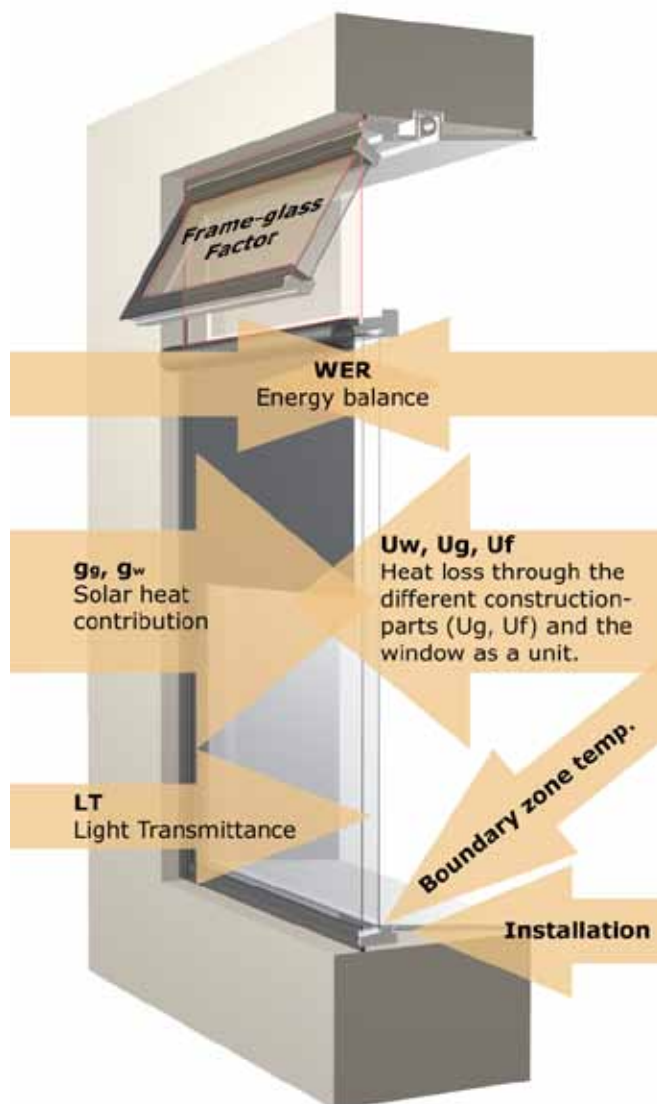 Frame-glass
Factor
WER
Energy balance
gg, gw
Solar heat
contribution
Uw, Ug, Uf
Heat loss through the
different construction-
parts (Ug, Uf) and the
window as a unit.
LT
Light Transmittance
Boundary zone temp.
Installation